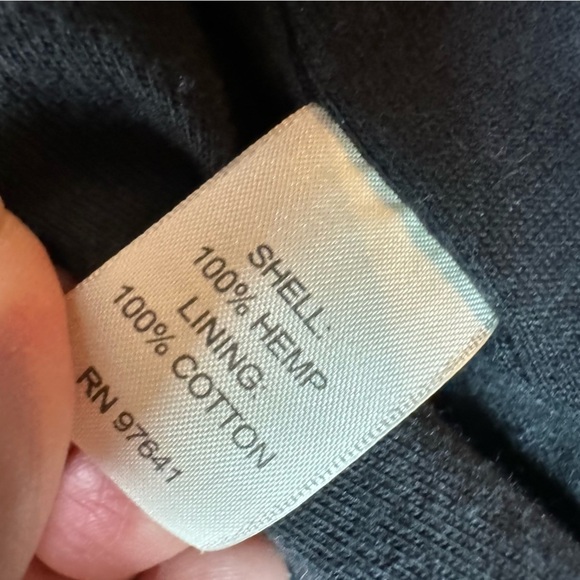 SHELL:
100% HEMP
LINING:
100% COTTON
RN 97641